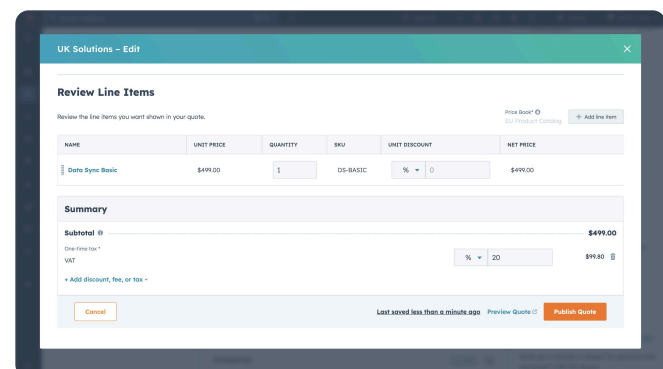 UK Solutions – Edit
Review Line Items
Review the line items you want shown in your quote.
Price Book*
EU Product Catalog
+ Add line item
NAME UNIT PRICE QUANTITY SKU UNIT DISCOUNT NET PRICE
Data Sync Basic $499.00 1 DS-BASIC % 0 $499.00
Summary
Subtotal $499.00
One-time tax *
VAT % 20 $99.80
+ Add discount, fee, or tax
Cancel Last saved less than a minute ago Preview Quote Publish Quote